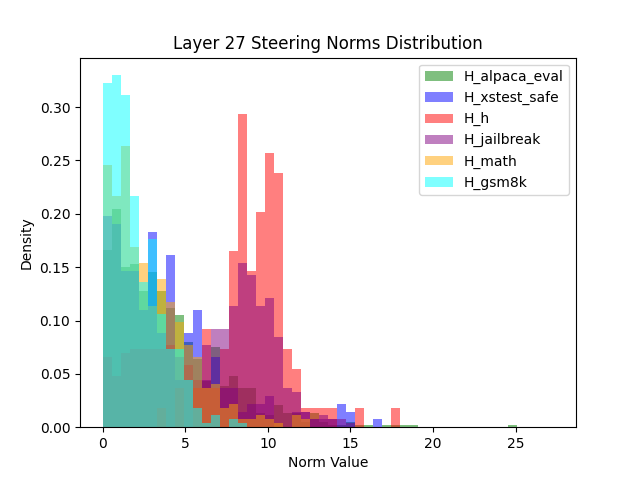 Layer 27 Steering Norms Distribution
H_alpaca_eval
H_xstest_safe
H_h
H_jailbreak
H_math
H_gsm8k
Density
0.30
0.25
0.20
0.15
0.10
0.05
0.00
0 5 10 15 20 25
Norm Value